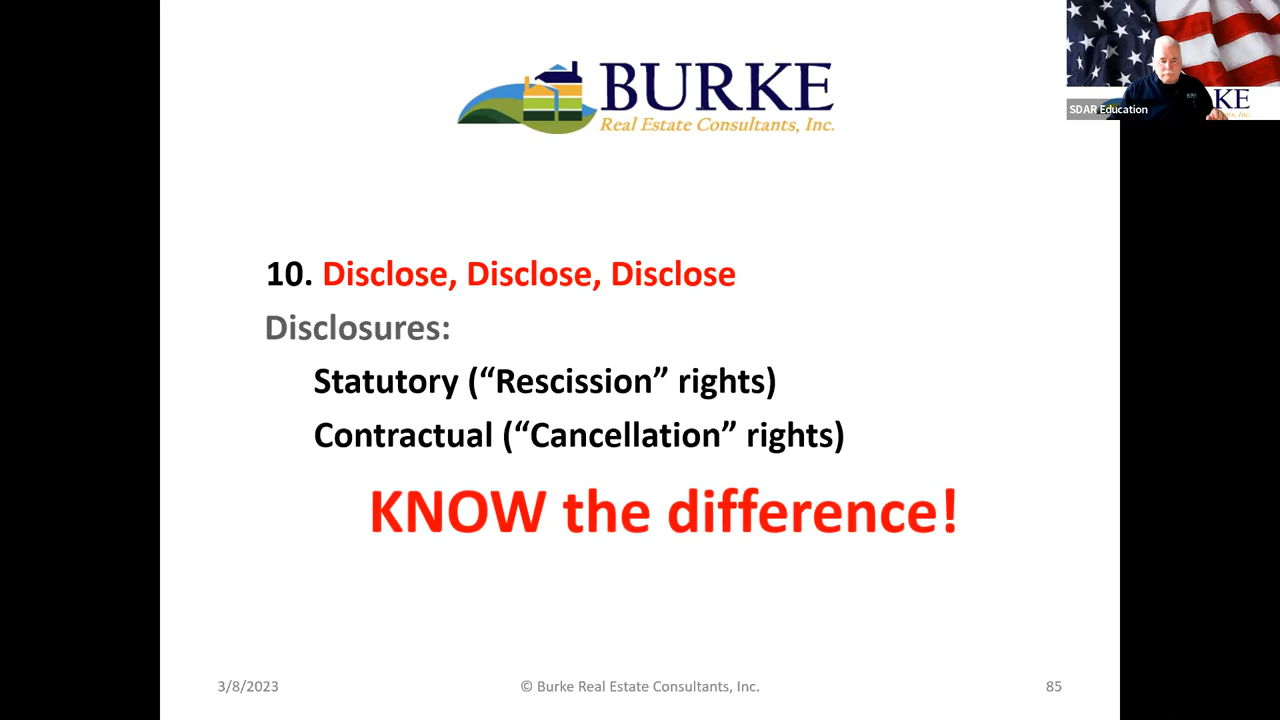 BURKE
Real Estate Consultants, Inc.
SDAR Education
KE
10. Disclose, Disclose, Disclose
Disclosures:
Statutory (“Rescission” rights)
Contractual (“Cancellation” rights)
KNOW the difference!
3/8/2023
© Burke Real Estate Consultants, Inc.
85